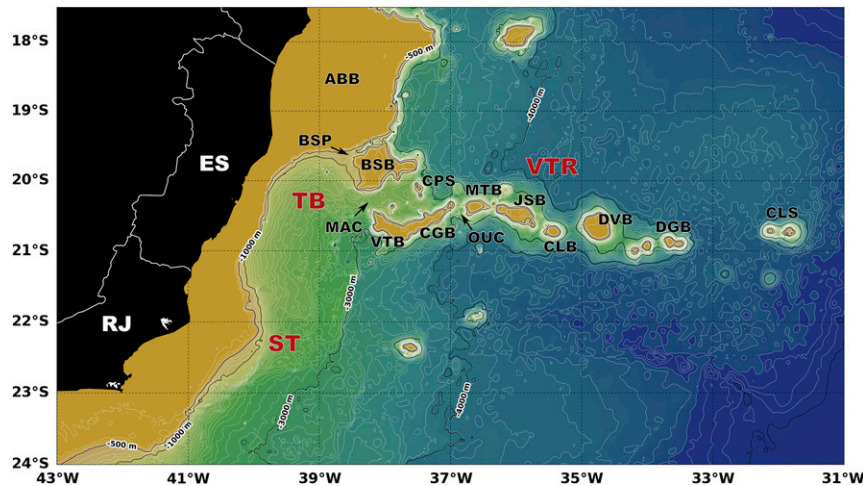 18°S
-500 m
ABB
-4000 m
19°S
BSP
ES
BSB
VTR
20°S
CPS
MTB
TB
JSB
MAC
DVB
CLS
21°S
VTB
CGB
OUC
CLB
DGB
-1000 m
-3000 m
RJ
22°S
ST
23°S
-3000 m
-4000 m
-500 m
-1000 m
24°S
43°W
41°W
39°W
37°W
35°W
33°W
31°W